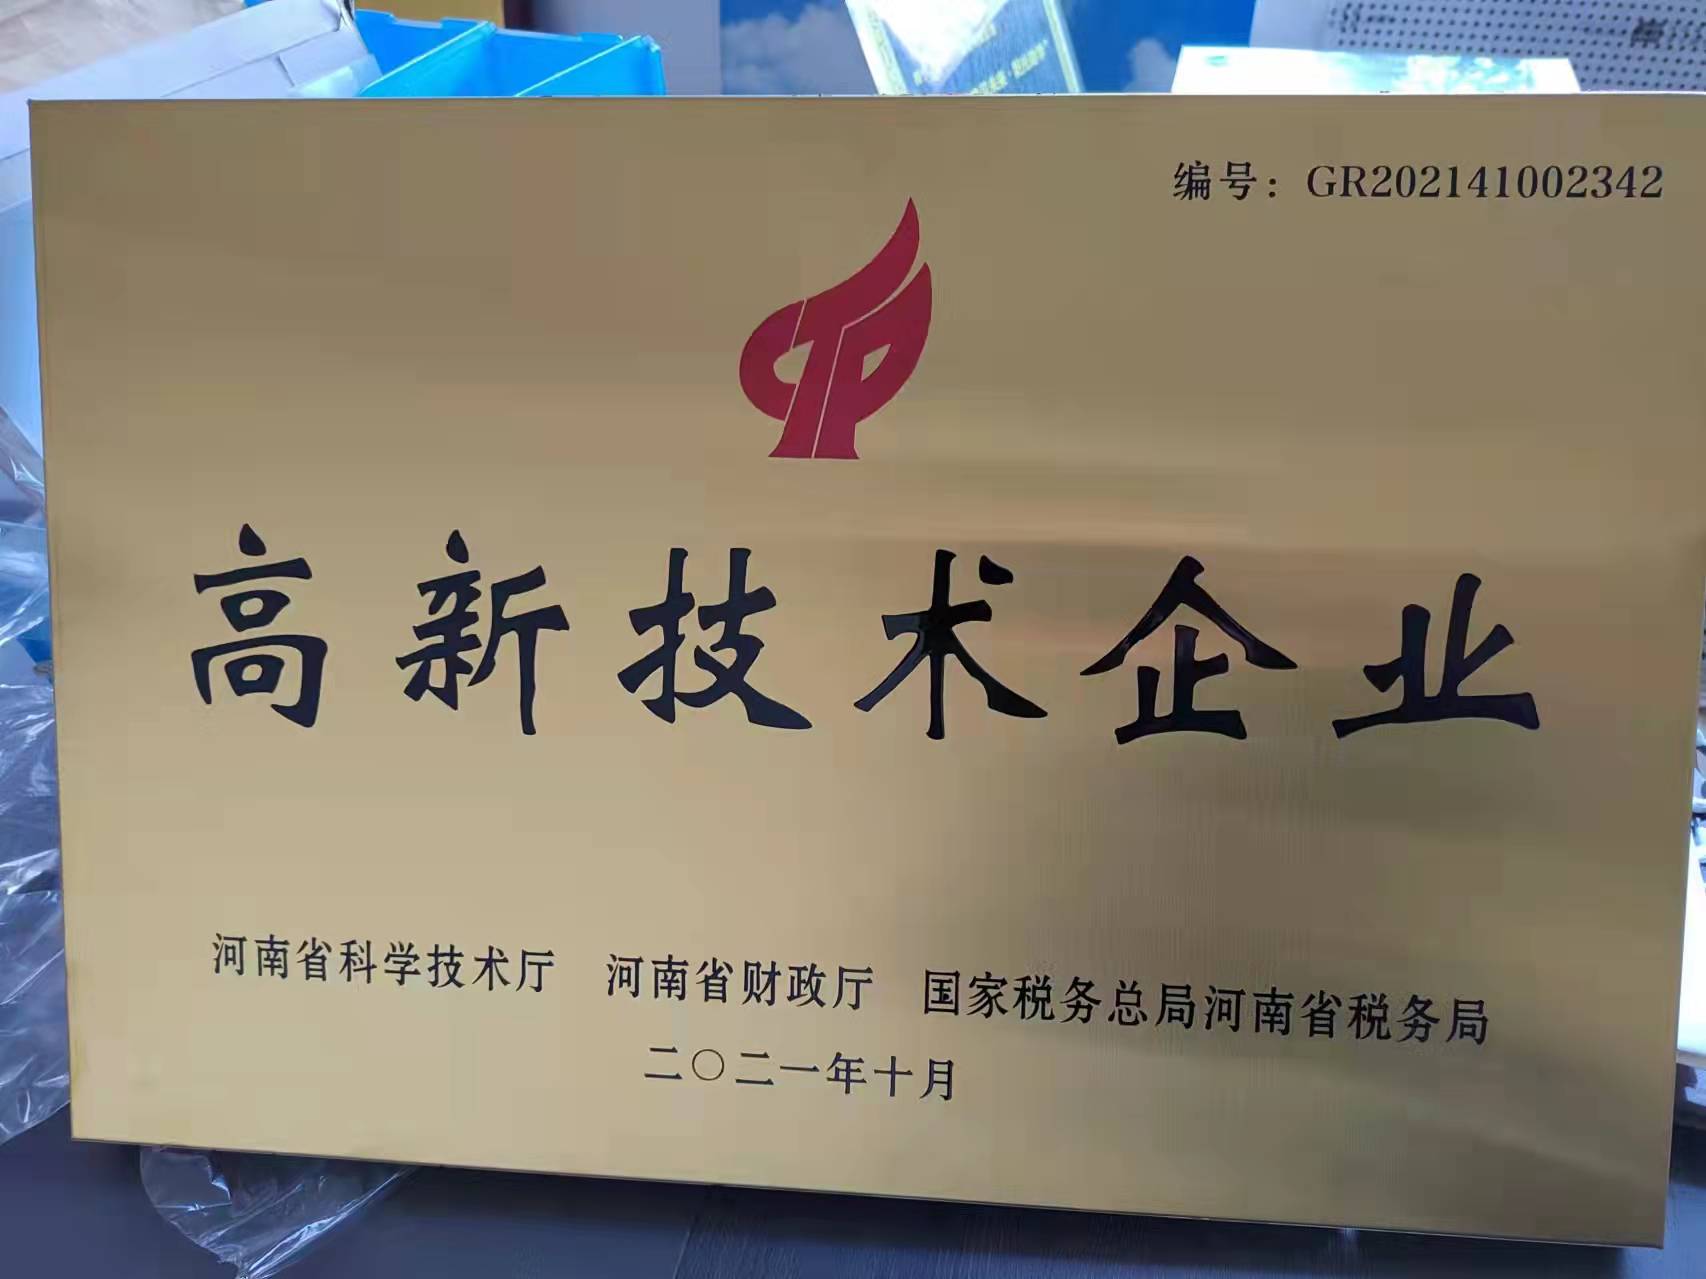 编号：GR202141002342
高新技术企业
河南省科学技术厅 河南省财政厅 国家税务总局河南省税务局
二〇二一年十月